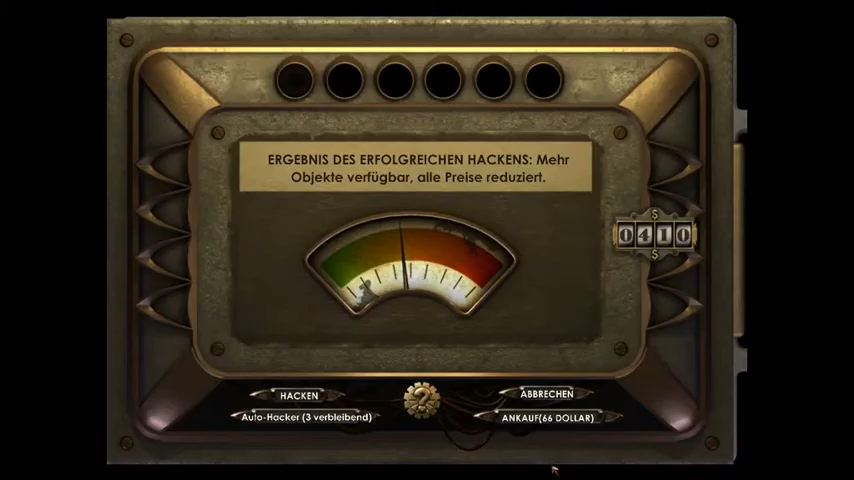 ERGEBNIS DES ERFOLGREICHEN HACKENS: Mehr
Objekte verfügbar, alle Preise reduziert.
$
0410
$
HACKEN
?
ABBRECHEN
Auto-Hacker (3 verbleibend)
ANKAUF(66 DOLLAR)